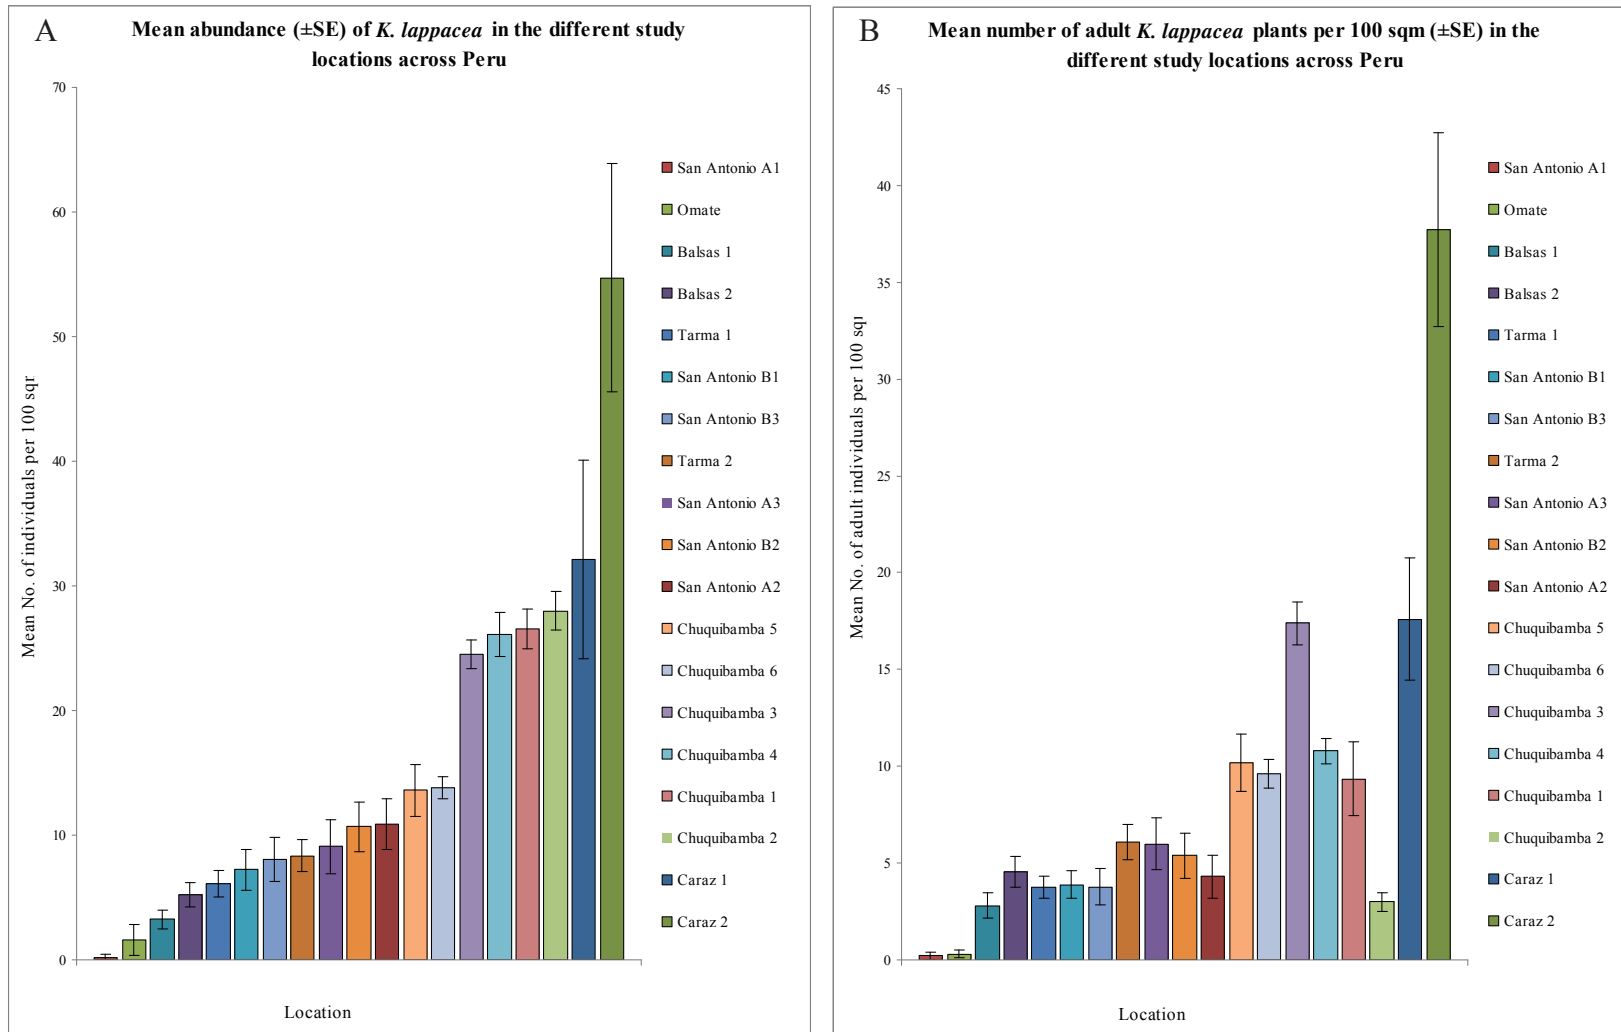 A
Mean abundance (±SE) of K. lappacea in the different study
locations across Peru
70
60
50
40
30
20
10
0
Mean No. of individuals per 100 sqr
Location
San Antonio A1
Omate
Balsas 1
Balsas 2
Tarma 1
San Antonio B1
San Antonio B3
Tarma 2
San Antonio A3
San Antonio B2
San Antonio A2
Chuquibamba 5
Chuquibamba 6
Chuquibamba 3
Chuquibamba 4
Chuquibamba 1
Chuquibamba 2
Caraz 1
Caraz 2
B
Mean number of adult K. lappacea plants per 100 sqm (±SE) in the
different study locations across Peru
45
40
35
30
25
20
15
10
5
0
Mean No. of adult individuals per 100 sq
Location
San Antonio A1
Omate
Balsas 1
Balsas 2
Tarma 1
San Antonio B1
San Antonio B3
Tarma 2
San Antonio A3
San Antonio B2
San Antonio A2
Chuquibamba 5
Chuquibamba 6
Chuquibamba 3
Chuquibamba 4
Chuquibamba 1
Chuquibamba 2
Caraz 1
Caraz 2